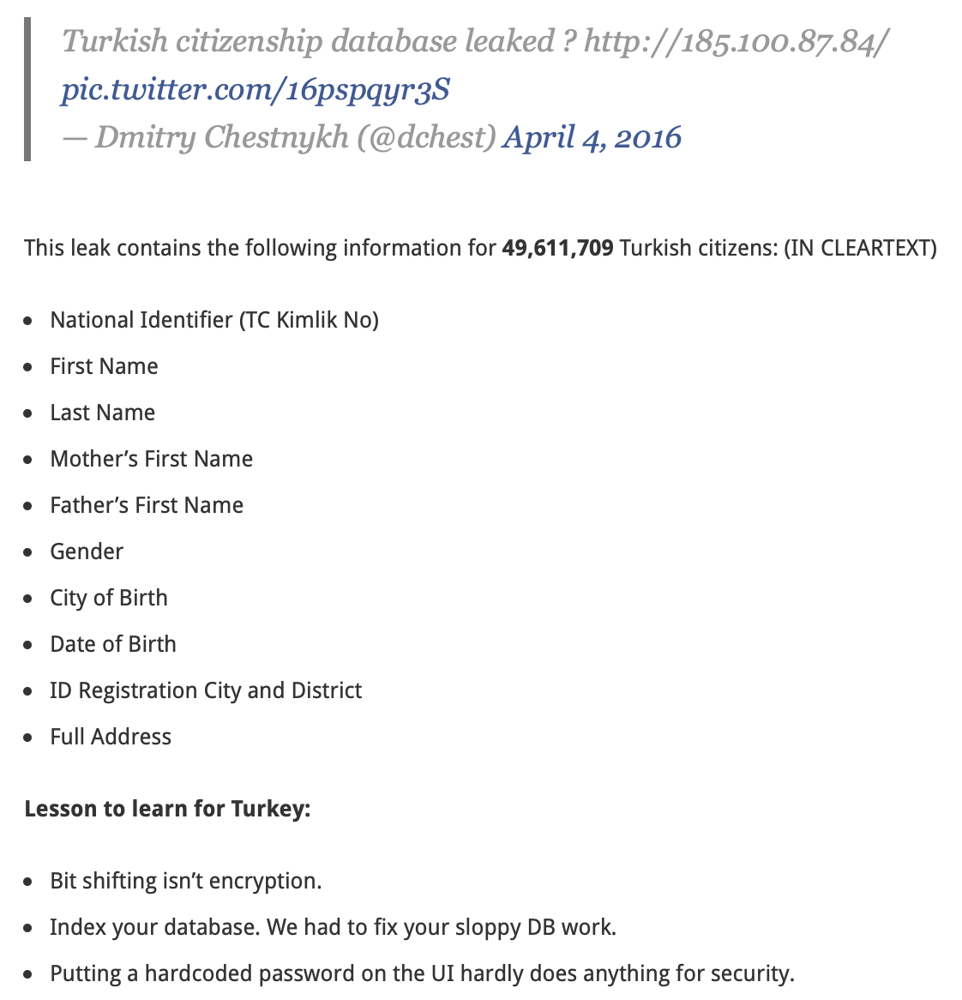 Turkish citizenship database leaked ? http://185.100.87.84/
pic.twitter.com/16pspqyr3S
— Dmitry Chestnykh (@dchest) April 4, 2016
This leak contains the following information for 49,611,709 Turkish citizens: (IN CLEARTEXT)
• National Identifier (TC Kimlik No)
• First Name
• Last Name
• Mother’s First Name
• Father’s First Name
• Gender
• City of Birth
• Date of Birth
• ID Registration City and District
• Full Address
Lesson to learn for Turkey:
• Bit shifting isn’t encryption.
• Index your database. We had to fix your sloppy DB work.
• Putting a hardcoded password on the UI hardly does anything for security.